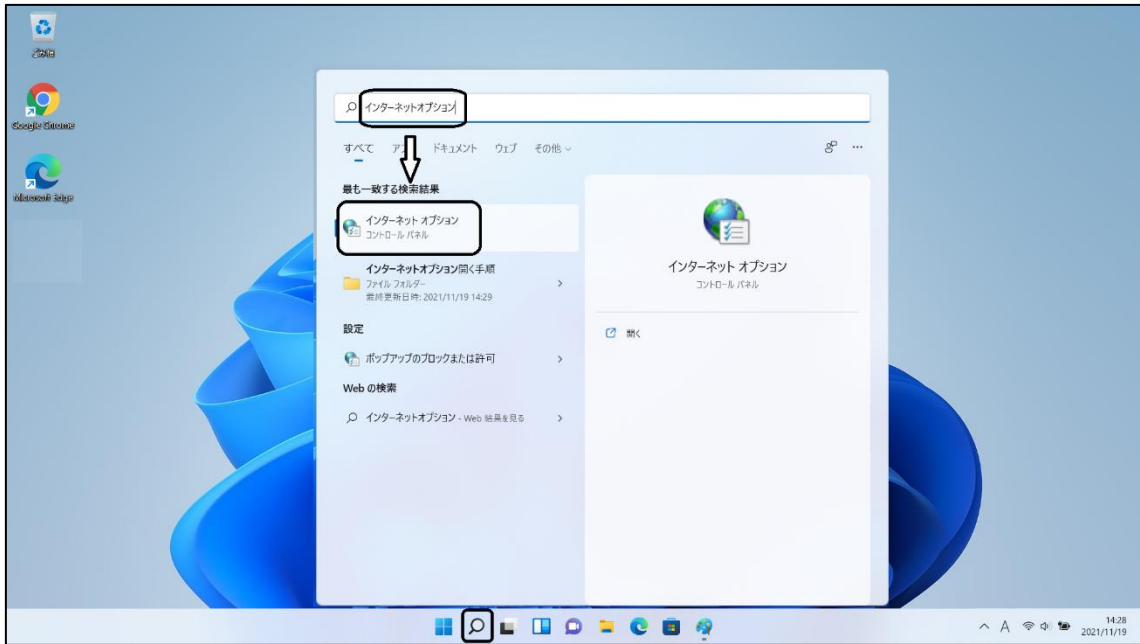 ごみ箱
Google Chrome
Microsoft Edge
インターネットオプション
すべて ドキュメント ウェブ その他
最も一致する検索結果
インターネット オプション
コントロール パネル
インターネットオプション開く手順
ファイル フォルダー
最終更新日時: 2021/11/19 14:29
設定
ポップアップのブロックまたは許可
Web の検索
インターネットオプション - Web 結果を見る
インターネット オプション
コントロール パネル
開く
A
14:28
2021/11/19